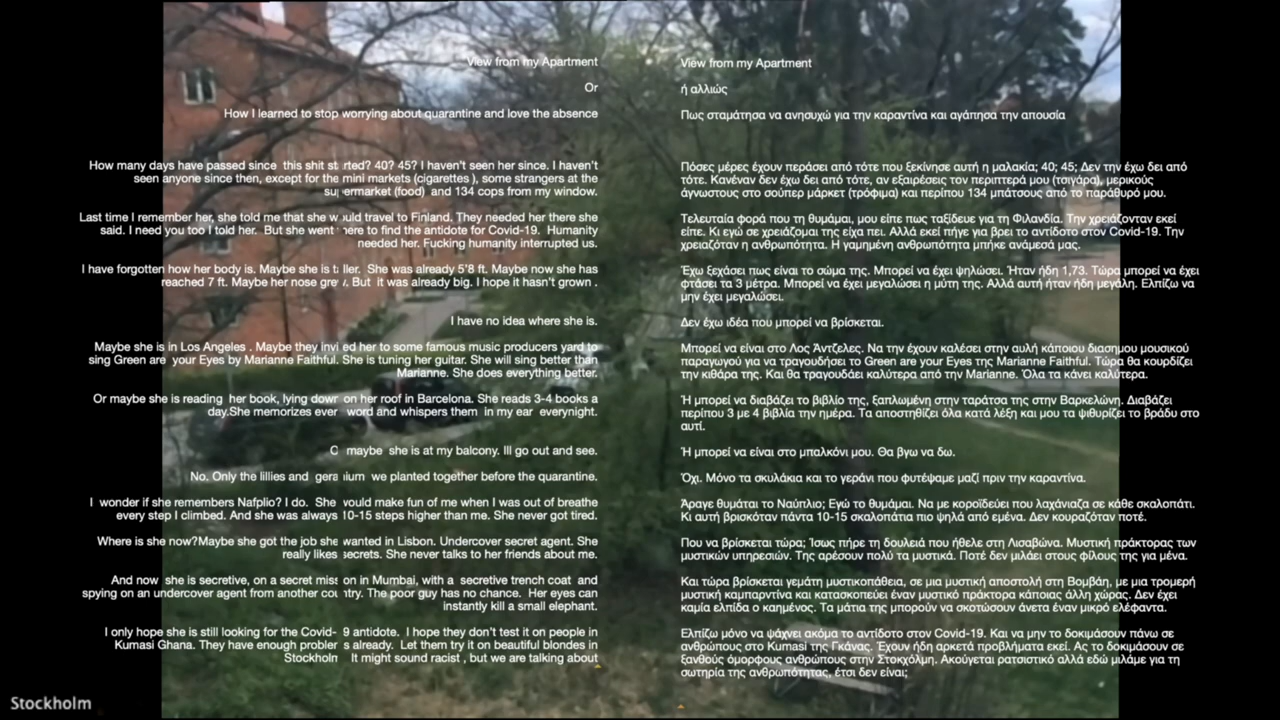 View from my Apartment
Or
How I learned to stop worrying about quarantine and love the absence
How many days have passed since this shit st rted? 40? 45? I haven't seen her since. I haven't
seen anyone since then, except for the mini markets (cigarettes ), some strangers at the
su ermarket (food) and 134 cops from my window.
Last time I remember her, she told me that she w uld travel to Finland. They needed her there she
said. I need you too I told her. But she went here to find the antidote for Covid-19. Humanity
needed her. Fucking humanity interrupted us.
I have forgotten how her body is. Maybe she is t ller. She was already 5'8 ft. Maybe now she has
reached 7 ft. Maybe her nose grew. But it was already big. I hope it hasn't grown .
I have no idea where she is.
Maybe she is in Los Angeles . Maybe they invi ed her to some famous music producers yard to
sing Green are your Eyes by Marianne Faithful. She is tuning her guitar. She will sing better than
Marianne. She does everything better.
Or maybe she is reading her book, lying down on her roof in Barcelona. She reads 3-4 books a
day.She memorizes ever word and whispers them in my ear everynight.
O maybe she is at my balcony. Ill go out and see.
No. Only the lillies and gera ium we planted together before the quarantine.
I wonder if she remembers Nafplio? I do. She would make fun of me when I was out of breathe
every step I climbed. And she was always 10-15 steps higher than me. She never got tired.
Where is she now?Maybe she got the job she wanted in Lisbon. Undercover secret agent. She
really likes secrets. She never talks to her friends about me.
And now she is secretive, on a secret miss on in Mumbai, with a secretive trench coat and
spying on an undercover agent from another cou try. The poor guy has no chance. Her eyes can
instantly kill a small elephant.
I only hope she is still looking for the Covid- 9 antidote. I hope they don't test it on people in
Kumasi Ghana. They have enough probler s already. Let them try it on beautiful blondes in
Stockholm It might sound racist , but we are talking about
View from my Apartment
ή αλλιώς
Πως σταμάτησα να ανησυχώ για την καραντίνα και αγάπησα την απουσία
Πόσες μέρες έχουν περάσει από τότε που ξεκίνησε αυτή η μαλακία; 40; 45; Δεν την έχω δει από
τότε. Κανέναν δεν έχω δει από τότε, αν εξαιρέσεις τον περιπτερά μου (τσιγάρα), μερικούς
άγνωστους στο σούπερ μάρκετ (τρόφιμα) και περίπου 134 μπάτσους από το παράθυρό μου.
Τελευταία φορά που τη θυμάμαι, μου είπε πως ταξίδευε για τη Φιλανδία. Την χρειάζονταν εκεί
είπε. Κι εγώ σε χρειάζομαι της είχα πει. Αλλά εκεί πήγε για βρει το αντίδοτο στον Covid-19. Την
χρειαζόταν η ανθρωπότητα. Η γαμημένη ανθρωπότητα μπήκε ανάμεσά μας.
Έχω ξεχάσει πως είναι το σώμα της. Μπορεί να έχει ψηλώσει. Ήταν ήδη 1,73. Τώρα μπορεί να έχει
φτάσει τα 3 μέτρα. Μπορεί να έχει μεγαλώσει η μύτη της. Αλλά αυτή ήταν ήδη μεγάλη. Ελπίζω να
μην έχει μεγαλώσει.
Δεν έχω ιδέα που μπορεί να βρίσκεται.
Μπορεί να είναι στο Λος Άντζελες. Να την έχουν καλέσει στην αυλή κάποιου διασημου μουσικού
παραγωγού για να τραγουδήσει το Green are your Eyes της Marianne Faithful. Τώρα θα κουρδίζει
την κιθάρα της. Και θα τραγουδάει καλύτερα από την Marianne. Όλα τα κάνει καλύτερα.
Ή μπορεί να διαβάζει το βιβλίο της, ξαπλωμένη στην ταράτσα της στην Βαρκελώνη. Διαβάζει
περίπου 3 με 4 βιβλία την ημέρα. Τα αποστηθίζει όλα κατά λέξη και μου τα ψιθυρίζει το βράδυ στο
αυτί.
Ή μπορεί να είναι στο μπαλκόνι μου. Θα βγω να δω.
Όχι. Μόνο τα σκυλάκια και το γεράνι που φυτέψαμε μαζί πριν την καραντίνα.
Άραγε θυμάται το Ναύπλιο; Εγώ το θυμάμαι. Να με κοροϊδεύει που λαχάνιαζα σε κάθε σκαλοπάτι.
Κι αυτή βρισκόταν πάντα 10-15 σκαλοπάτια πιο ψηλά από εμένα. Δεν κουραζόταν ποτέ.
Που να βρίσκεται τώρα; Ίσως πήρε τη δουλειά που ήθελε στη Λισαβώνα. Μυστική πράκτορας των
μυστικών υπηρεσιών. Της αρέσουν πολύ τα μυστικά. Ποτέ δεν μιλάει στους φίλους της για μένα.
Και τώρα βρίσκεται γεμάτη μυστικοπάθεια, σε μια μυστική αποστολή στη Βομβάη, με μια τρομερή
μυστική καμπαρντίνα και κατασκοπεύει έναν μυστικό πράκτορα κάποιας άλλη χώρας. Δεν έχει
καμία ελπίδα ο καημένος. Τα μάτια της μπορούν να σκοτώσουν άνετα έναν μικρό ελέφαντα.
Ελπίζω μόνο να ψάχνει ακόμα το αντίδοτο στον Covid-19. Και να μην το δοκιμάσουν πάνω σε
ανθρώπους στο Kumasi της Γκάνας. Έχουν ήδη αρκετά προβλήματα εκεί. Ας το δοκιμάσουν σε
ξανθούς όμορφους ανθρώπους στην Στοκχόλμη. Ακούγεται ρατσιστικό αλλά εδώ μιλάμε για τη
σωτηρία της ανθρωπότητας, έτσι δεν είναι;
Stockholm